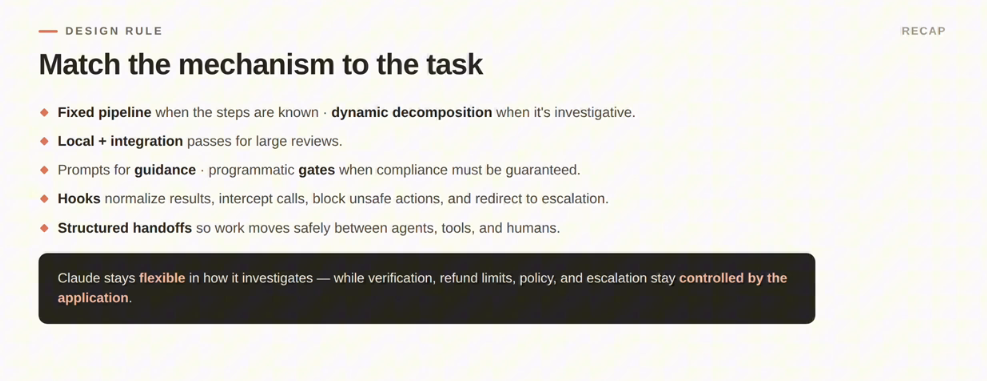 DESIGN RULE
RECAP
Match the mechanism to the task
Fixed pipeline when the steps are known · dynamic decomposition when it's investigative.
Local + integration passes for large reviews.
Prompts for guidance · programmatic gates when compliance must be guaranteed.
Hooks normalize results, intercept calls, block unsafe actions, and redirect to escalation.
Structured handoffs so work moves safely between agents, tools, and humans.
Claude stays flexible in how it investigates — while verification, refund limits, policy, and escalation stay controlled by the
application.